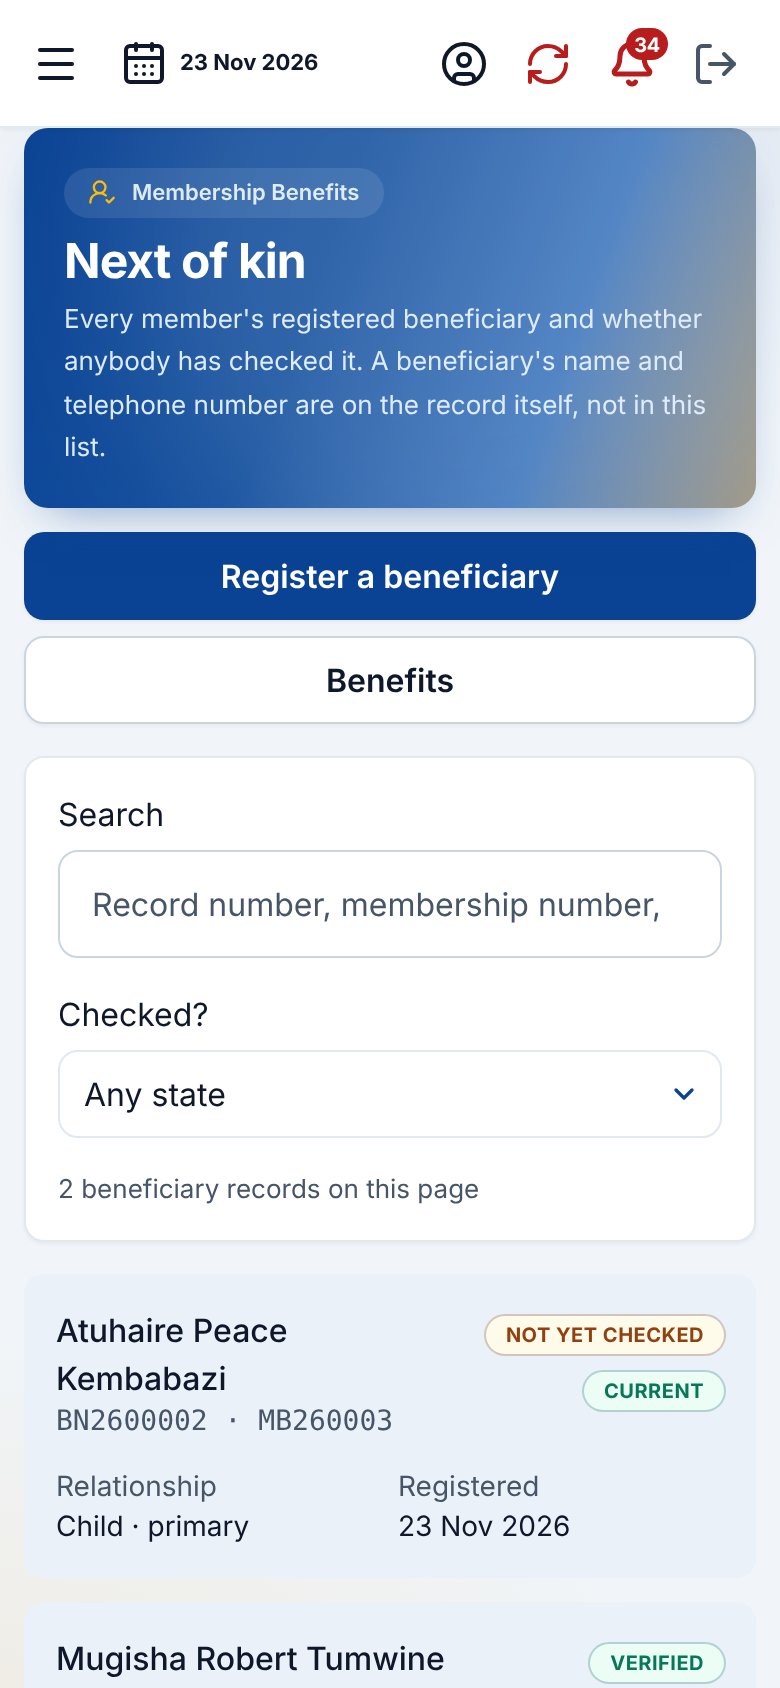 23 Nov 2026
34
Membership Benefits
Next of kin
Every member's registered beneficiary and whether
anybody has checked it. A beneficiary's name and
telephone number are on the record itself, not in this
list.
Register a beneficiary
Benefits
Search
Record number, membership number,
Checked?
Any state
2 beneficiary records on this page
Atuhaire Peace
Kembabazi
NOT YET CHECKED
CURRENT
BN2600002 · MB260003
Relationship
Child · primary
Registered
23 Nov 2026
Mugisha Robert Tumwine
VERIFIED